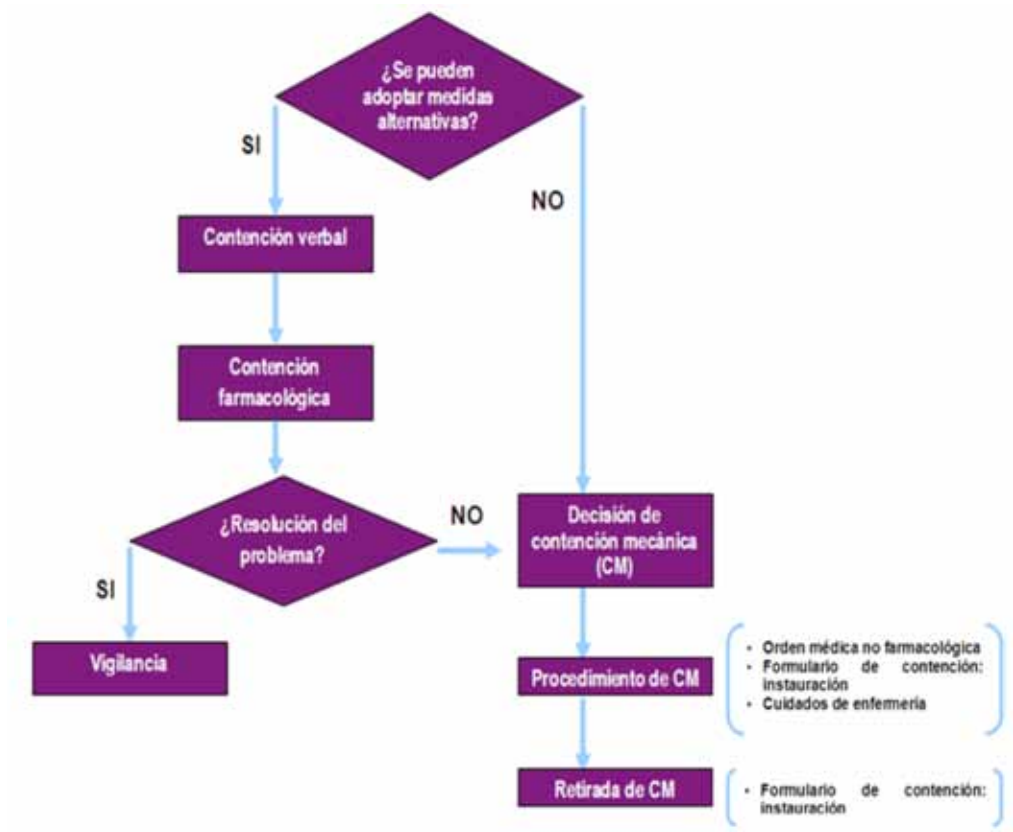 ¿Se pueden
adoptar medidas
alternativas?
SI
NO
Contención verbal
Contención
farmacológica
¿Resolución del
problema?
NO
SI
Vigilancia
Decisión de
contención mecànica
(CM)
Procedimiento de CM
• Orden médica no farmacológica
• Formulario de contención:
instauración
• Cuidados de enfermería
Retirada de CM
• Formulario de contención:
instauración